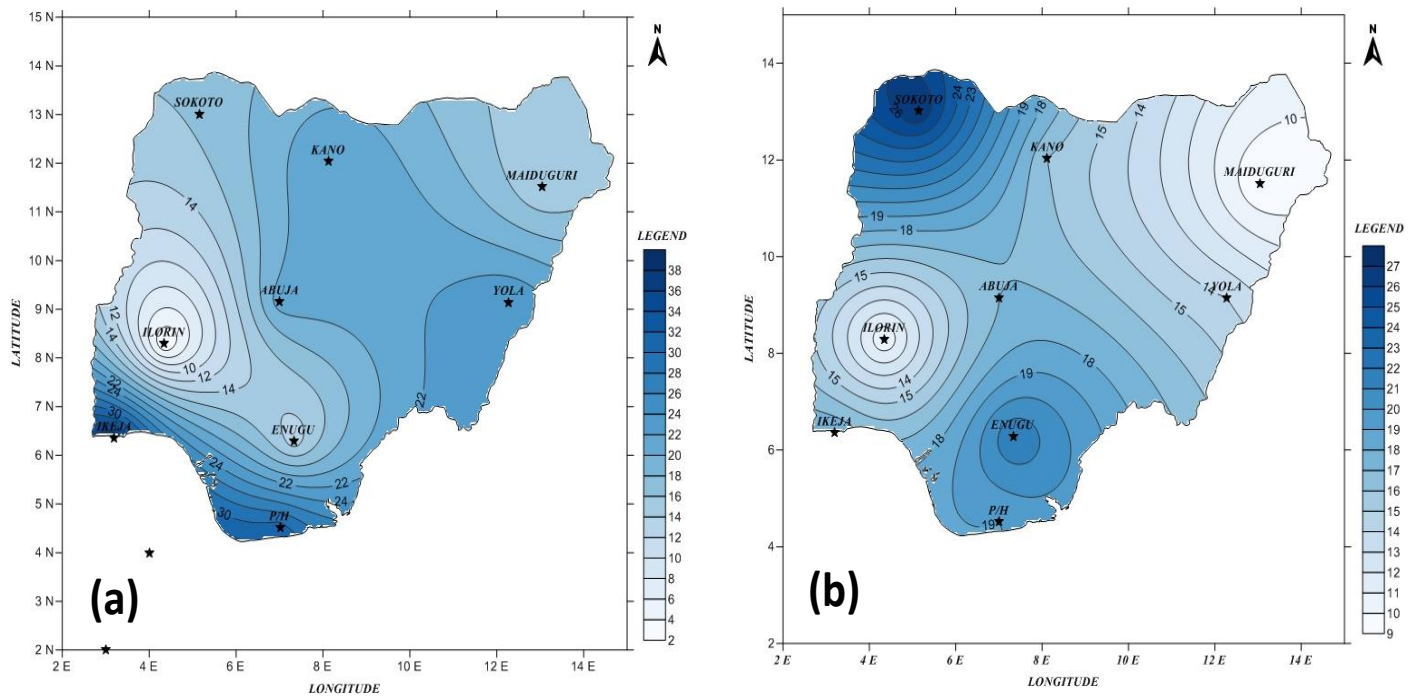 15 N
14 N
13 N
12 N
11 N
10 N
9 N
8 N
7 N
6 N
5 N
4 N
3 N
2 N
LATITUDE
2 E
4 E
6 E
8 E
10 E
12 E
14 E
LONGITUDE
N
SOKOTO
KANO
MAIDUGURI
ABUJA
YOLA
ILORIN
IKEJA
ENUGU
P/H
14
12
14
10
12
14
22
24
30
24
22
22
24
30
22
LEGEND
38
36
34
32
30
28
26
24
22
20
18
16
14
12
10
8
6
4
2
(a)
14
12
10
8
6
4
2
LATITUDE
2 E
4 E
6 E
8 E
10 E
12 E
14 E
LONGITUDE
N
SOKOTO
KANO
MAIDUGURI
ABUJA
YOLA
ILORIN
IKEJA
ENUGU
P/H
26
24
23
19
18
15
14
10
19
18
15
14
15
15
14
15
18
19
18
19
LEGEND
27
26
24
23
22
21
20
19
18
17
16
15
14
13
12
11
10
9
(b)